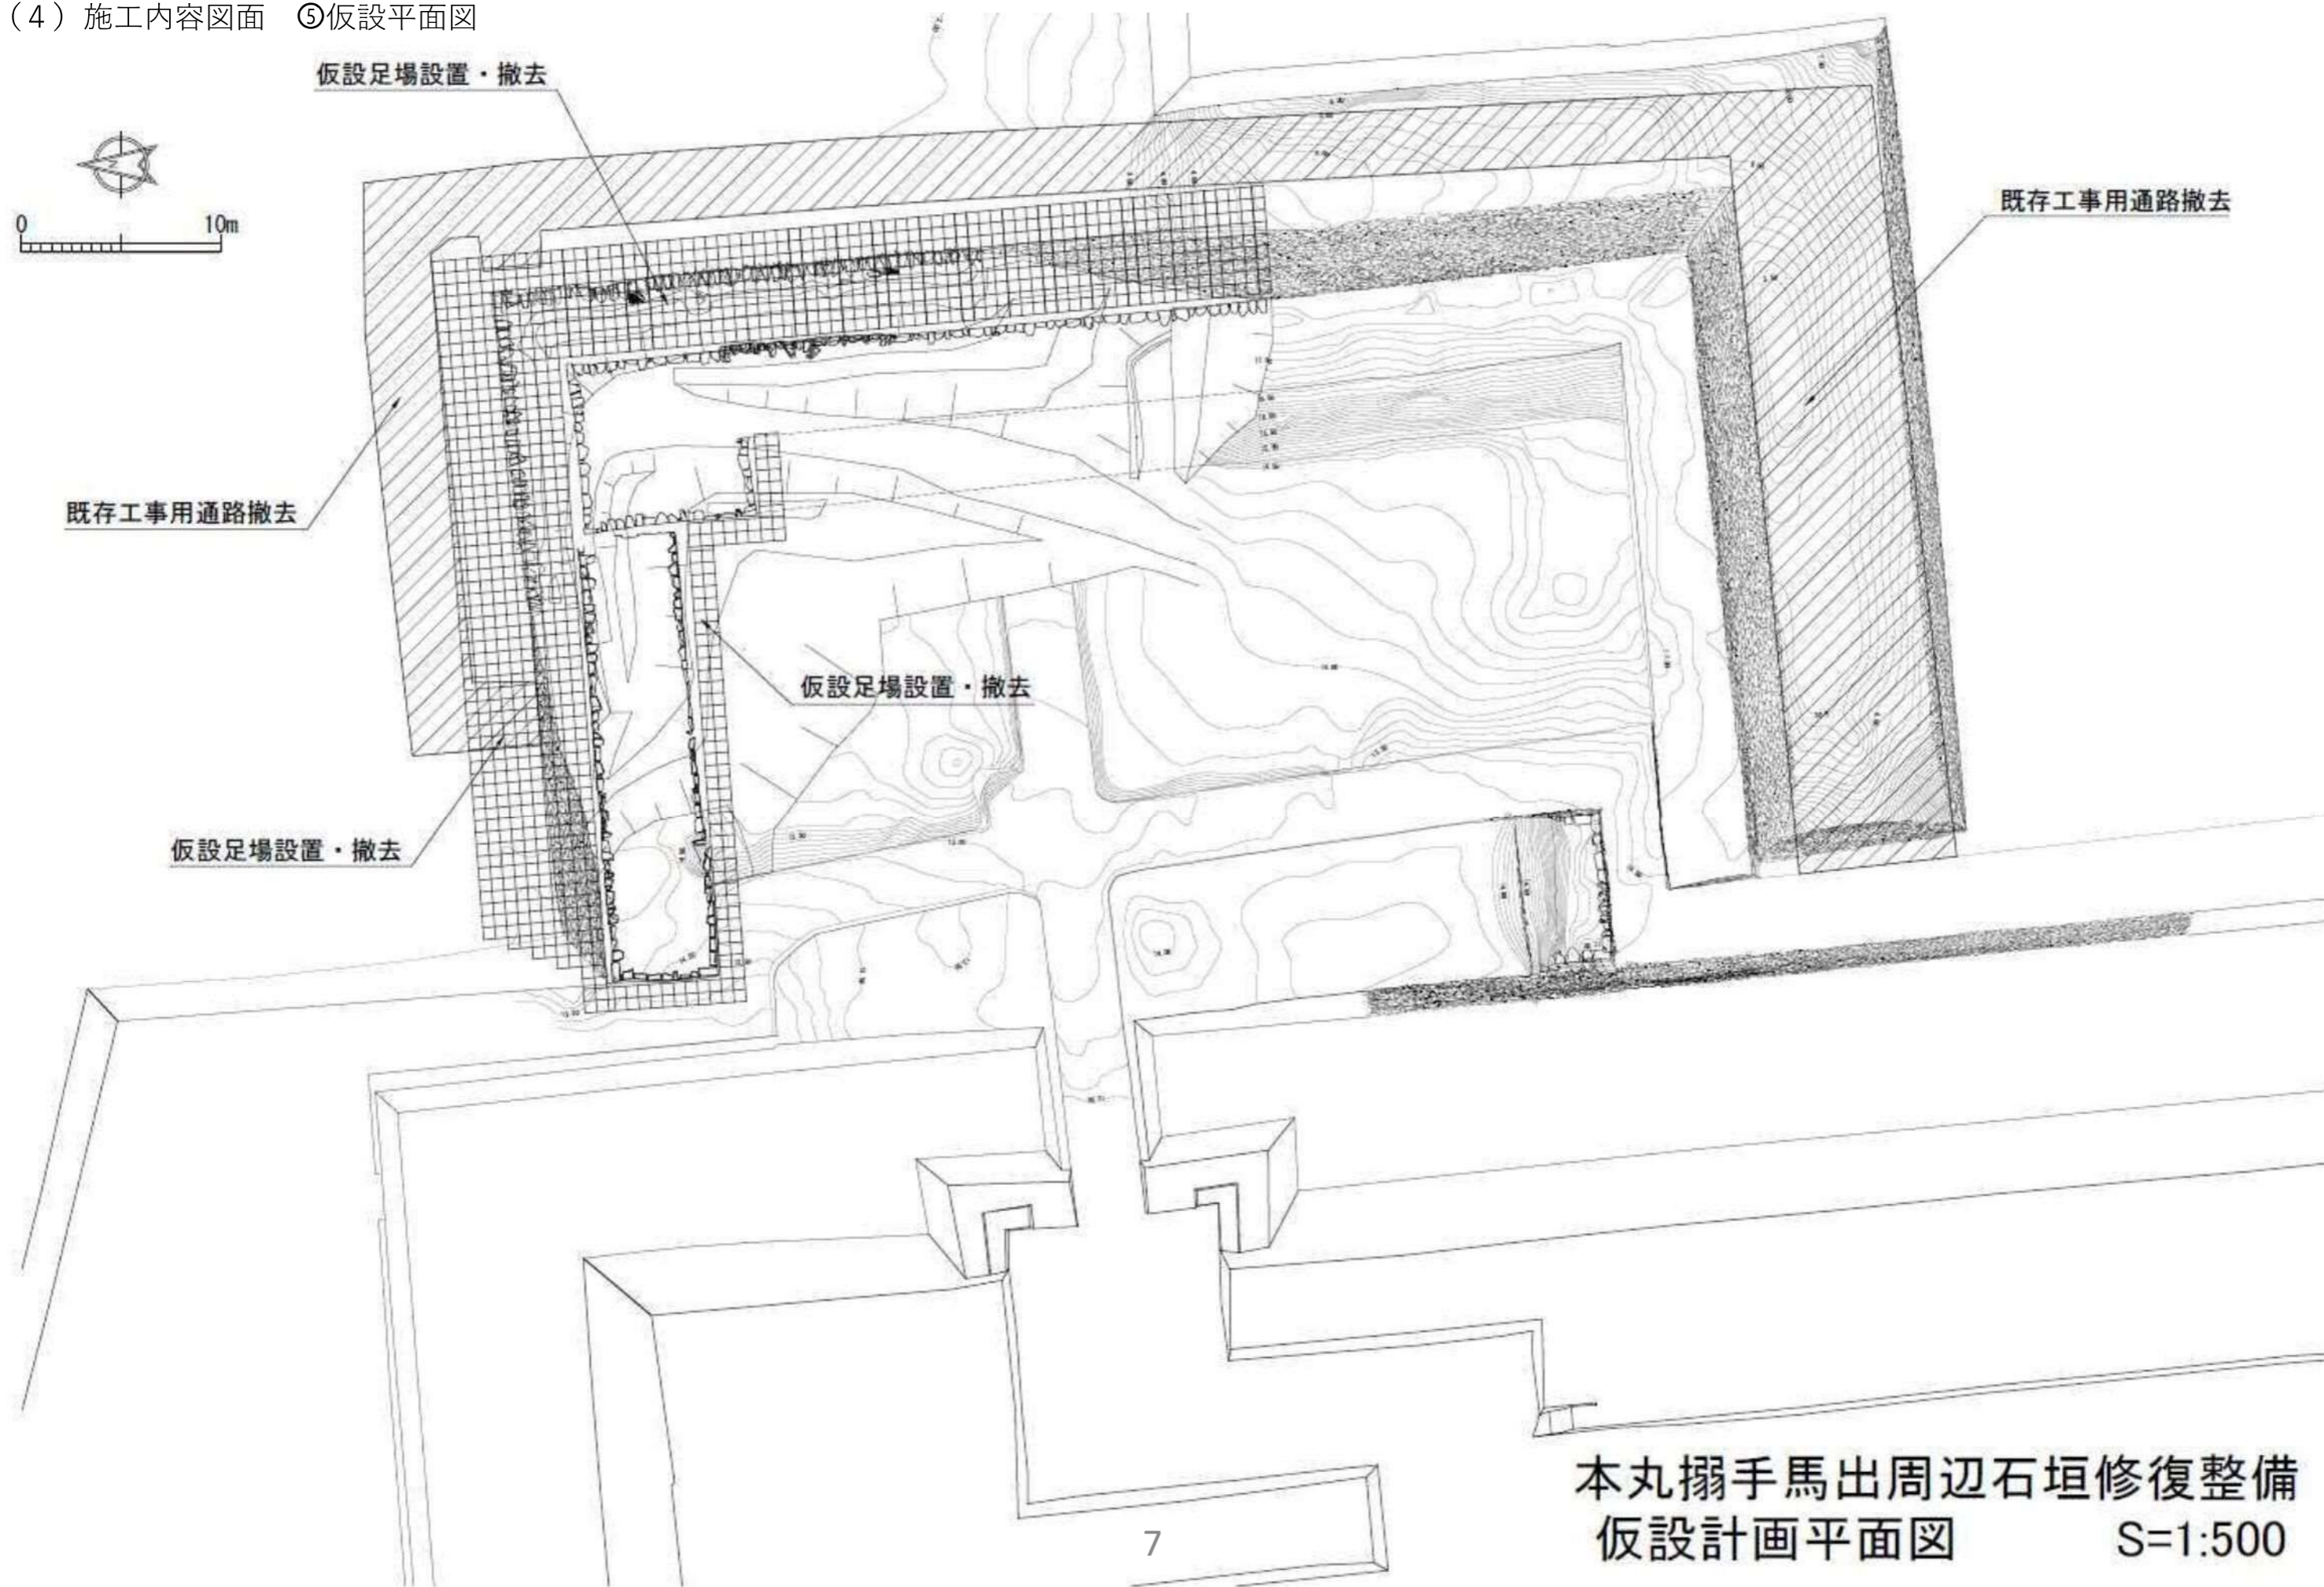 （4）施工内容図面　⑤仮設平面図
仮設足場設置・撤去
N
0 10m
既存工事用通路撤去
既存工事用通路撤去
仮設足場設置・撤去
仮設足場設置・撤去
本丸搦手馬出周辺石垣修復整備
仮設計画平面図 S=1:500
7